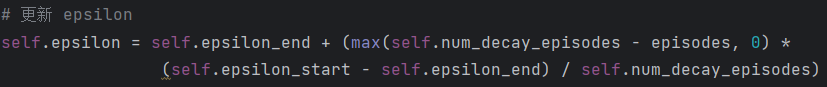 # 更新 epsilon
self.epsilon = self.epsilon_end + (max(self.num_decay_episodes - episodes, 0) *
(self.epsilon_start - self.epsilon_end) / self.num_decay_episodes)